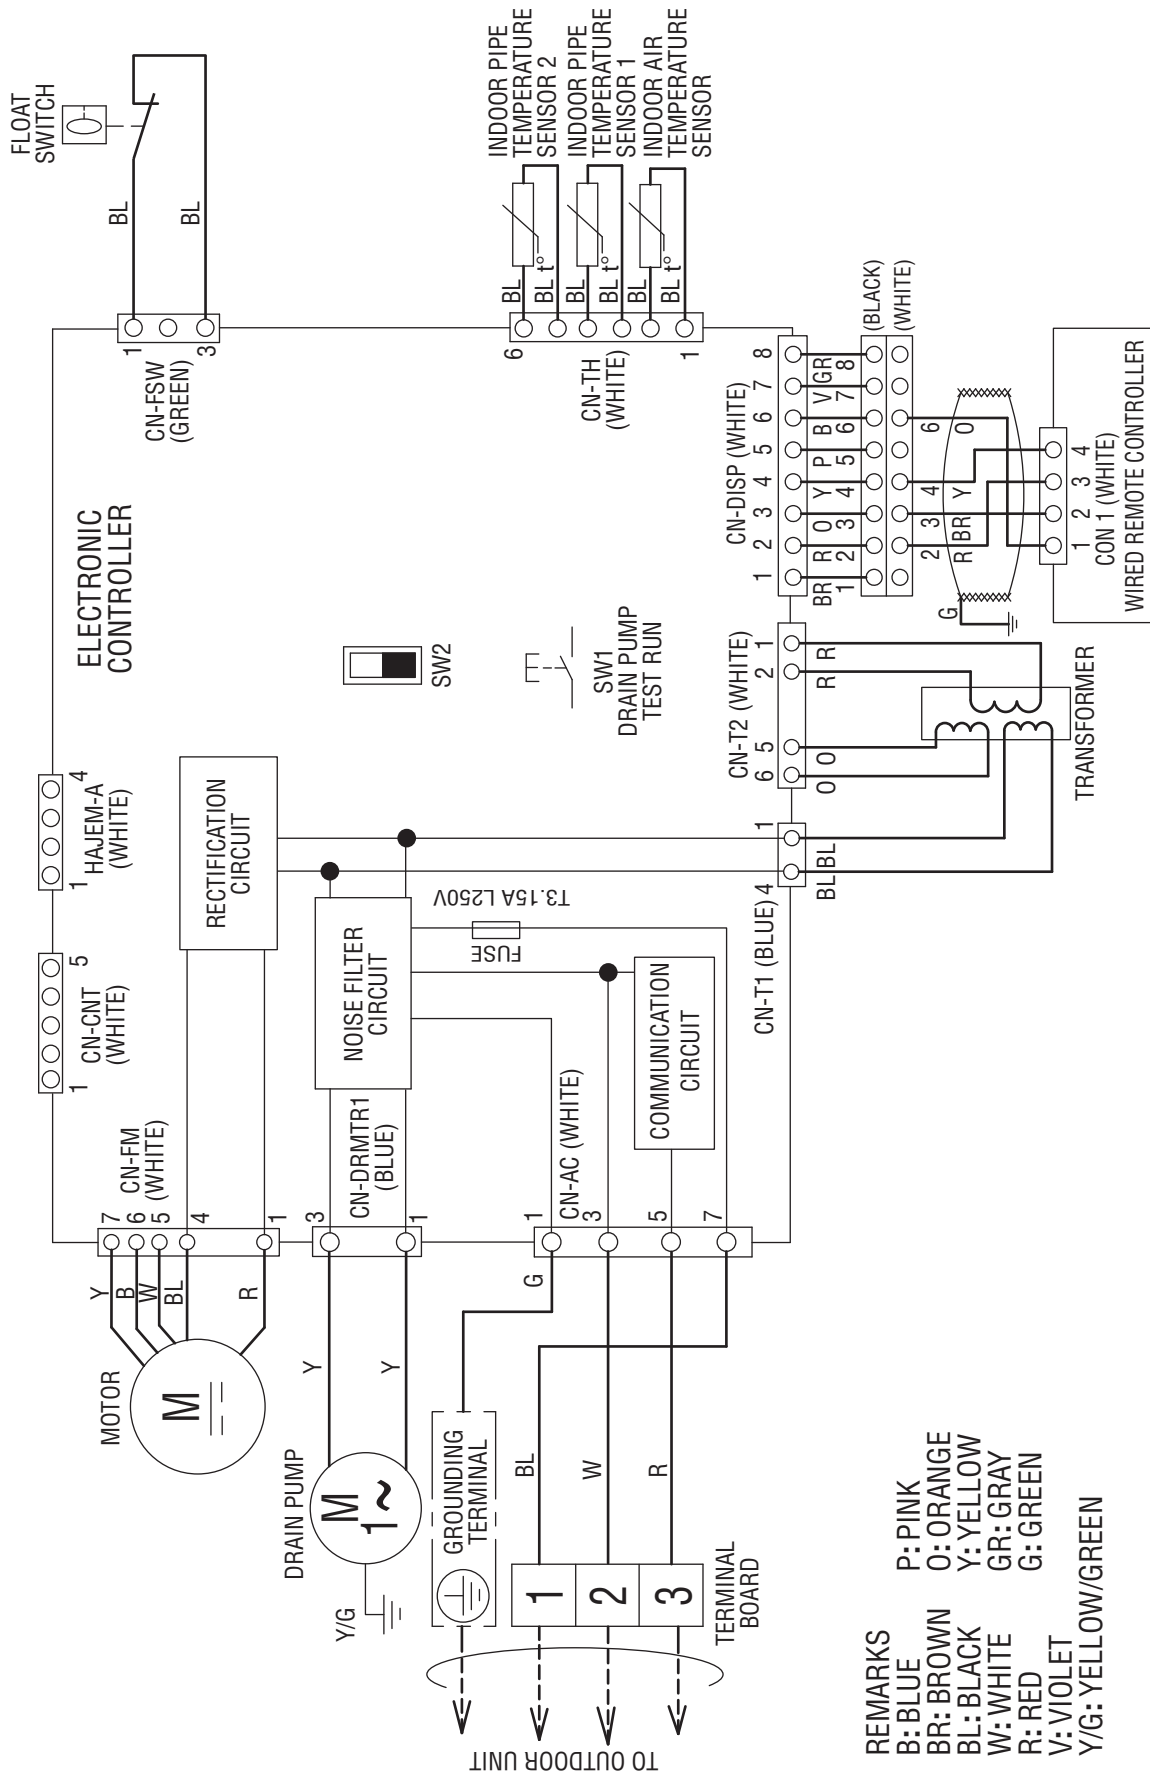 FLOAT
SWITCH
BL
BL
1
3
CN-FSW
(GREEN)
ELECTRONIC
CONTROLLER
1
4
HAJEM-A
(WHITE)
1
5
CN-CNT
(WHITE)
CN-FM
(WHITE)
7
6
5
4
1
Y
B
W
BL
R
MOTOR
M
RECTIFICATION
CIRCUIT
NOISE FILTER
CIRCUIT
T3.15A L250V
FUSE
COMMUNICATION
CIRCUIT
CN-DRMTR1
(BLUE)
3
1
Y
Y
DRAIN PUMP
M
1~
Y/G
CN-AC (WHITE)
1
3
5
7
G
GROUNDING
TERMINAL
BL
W
R
1
2
3
TERMINAL
BOARD
TO OUTDOOR UNIT
SW2
SW1
DRAIN PUMP
TEST RUN
INDOOR PIPE
TEMPERATURE
SENSOR 2
INDOOR PIPE
TEMPERATURE
SENSOR 1
INDOOR AIR
TEMPERATURE
SENSOR
BL
BL
t°
BL
BL
t°
BL
BL
t°
6
1
CN-TH
(WHITE)
CN-DISP (WHITE)
1
2
3
4
5
6
7
8
BR
R
O
Y
P
B
V
GR
1
2
3
4
5
6
7
8
(BLACK)
(WHITE)
2
3
4
6
R
BR
Y
O
G
1
2
3
4
CON 1 (WHITE)
WIRED REMOTE CONTROLLER
CN-T2 (WHITE)
6
5
2
1
O
O
R
R
TRANSFORMER
CN-T1 (BLUE)
4
1
BL
BL
REMARKS
B:BLUE
BR:BROWN
BL:BLACK
W:WHITE
R:RED
V:VIOLET
Y/G:YELLOW/GREEN
P:PINK
O:ORANGE
Y:YELLOW
GR:GRAY
G:GREEN